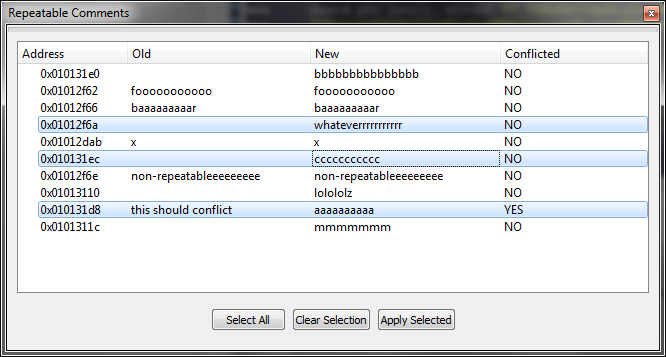 Repeatable Comments
Address Old New Conflicted
0x010131e0 bbbbbbbbbbbbbbb NO
0x01012f62 fooooooooooo fooooooooooo NO
0x01012f66 baaaaaaaaar baaaaaaaaar NO
0x01012f6a whateverrrrrrrrrrr NO
0x01012dab x x NO
0x010131ec ccccccccccc NO
0x01012f6e non-repeatableeeeeeeee non-repeatableeeeeeeee NO
0x01013110 lolololz NO
0x010131d8 this should conflict aaaaaaaaaa YES
0x0101311c mmmmmmm NO
Select All Clear Selection Apply Selected